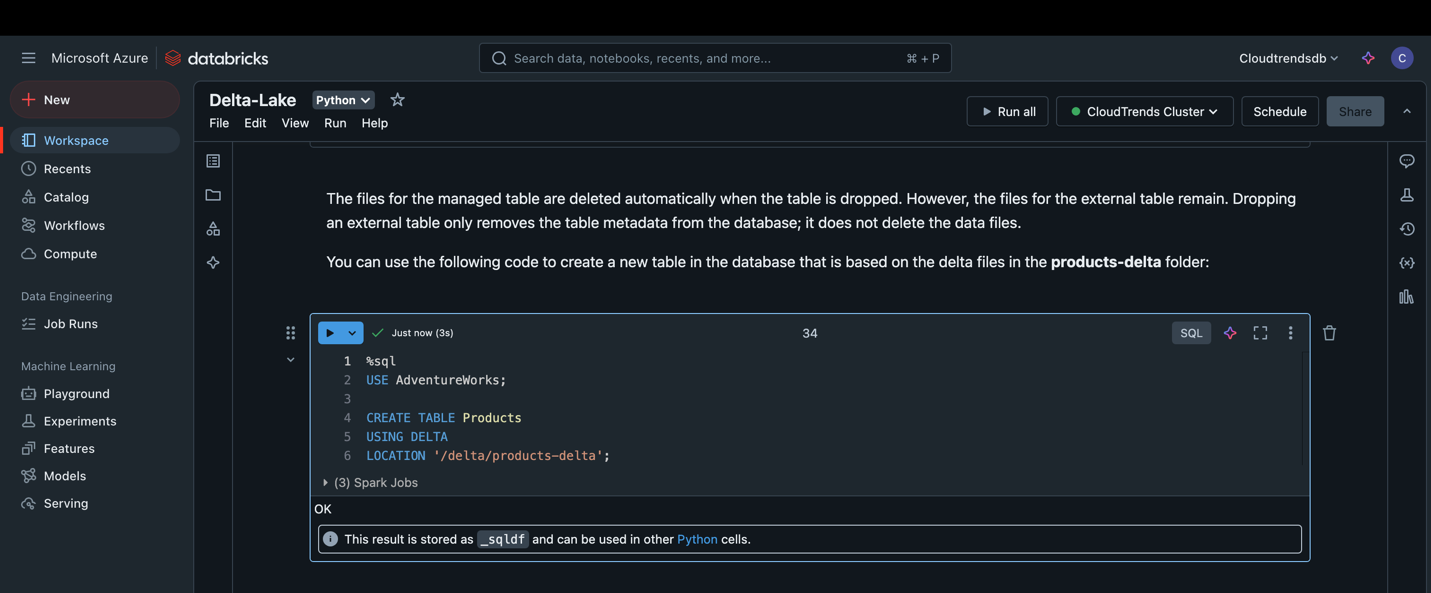 Microsoft Azure databricks
Search data, notebooks, recents, and more... ⌘ + P
Cloudtrendsdb C
New
Workspace
Recents
Catalog
Workflows
Compute
Data Engineering
Job Runs
Machine Learning
Playground
Experiments
Features
Models
Serving
Delta-Lake Python
File Edit View Run Help
Run all CloudTrends Cluster Schedule Share
The files for the managed table are deleted automatically when the table is dropped. However, the files for the external table remain. Dropping
an external table only removes the table metadata from the database; it does not delete the data files.
You can use the following code to create a new table in the database that is based on the delta files in the products-delta folder:
Just now (3s) 34 SQL
1 %sql
2 USE AdventureWorks;
3
4 CREATE TABLE Products
5 USING DELTA
6 LOCATION '/delta/products-delta';
(3) Spark Jobs
OK
This result is stored as _sqldf and can be used in other Python cells.